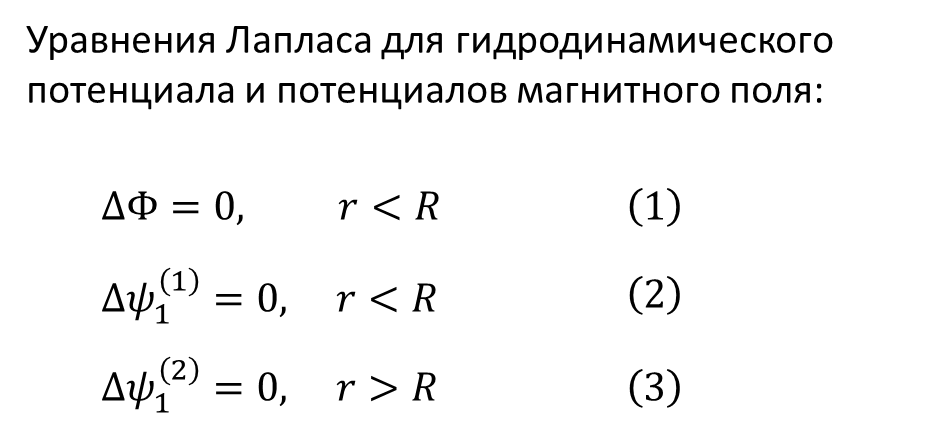 Уравнения Лапласа для гидродинамического
потенциала и потенциалов магнитного поля:
ΔΦ = 0, r < R (1)
Δψ₁⁽¹⁾ = 0, r < R (2)
Δψ₁⁽²⁾ = 0, r > R (3)